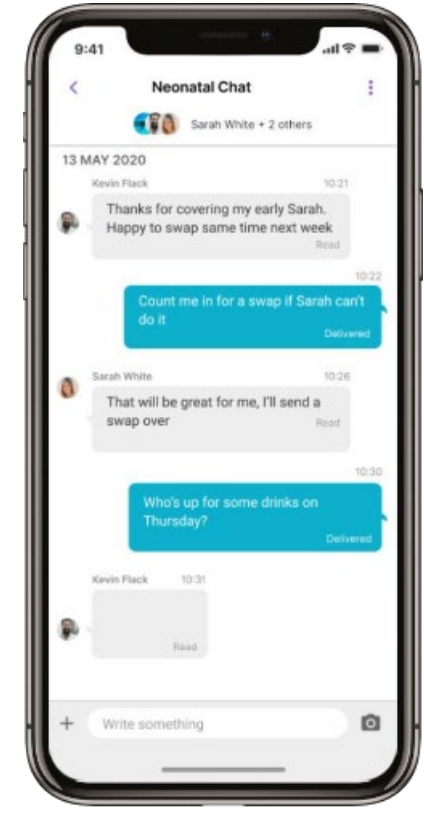 9:41
Neonatal Chat
Sarah White + 2 others
13 MAY 2020
Kevin Flack 10:21
Thanks for covering my early Sarah.
Happy to swap same time next week
Read
10:22
Count me in for a swap if Sarah can't
do it
Delivered
Sarah White 10:26
That will be great for me, I'll send a
swap over
Read
10:30
Who's up for some drinks on
Thursday?
Delivered
Kevin Flack 10:31
Read
Write something